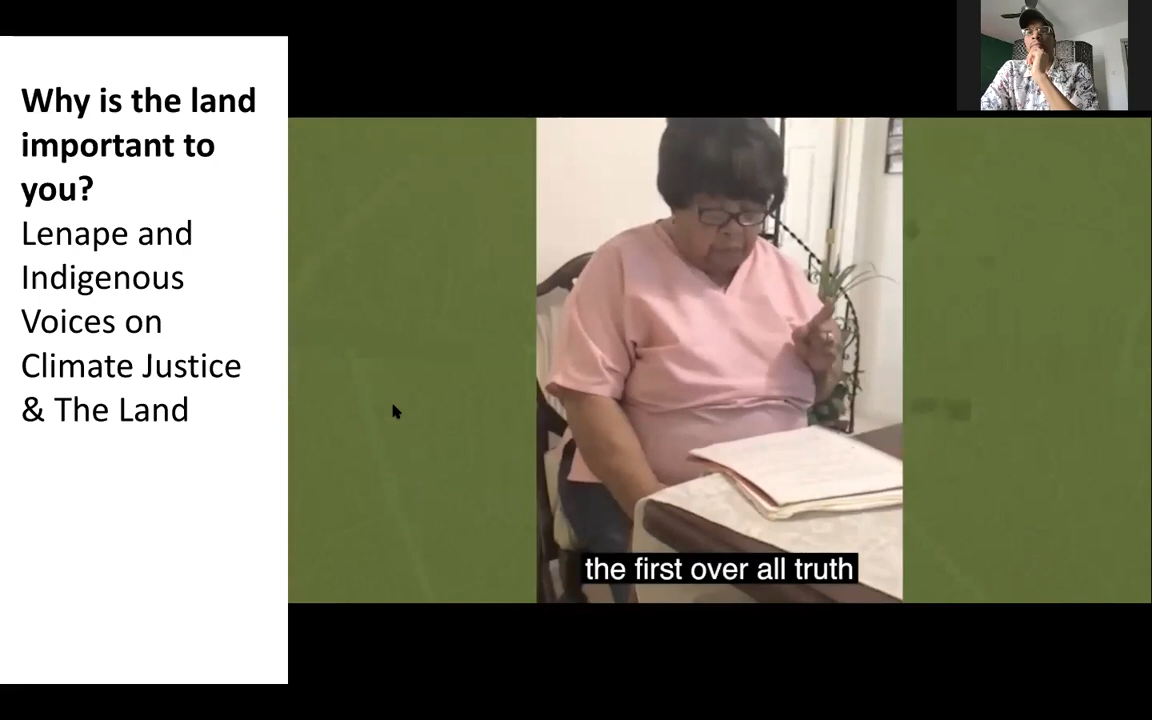 Why is the land
important to
you?
Lenape and
Indigenous
Voices on
Climate Justice
& The Land
the first over all truth